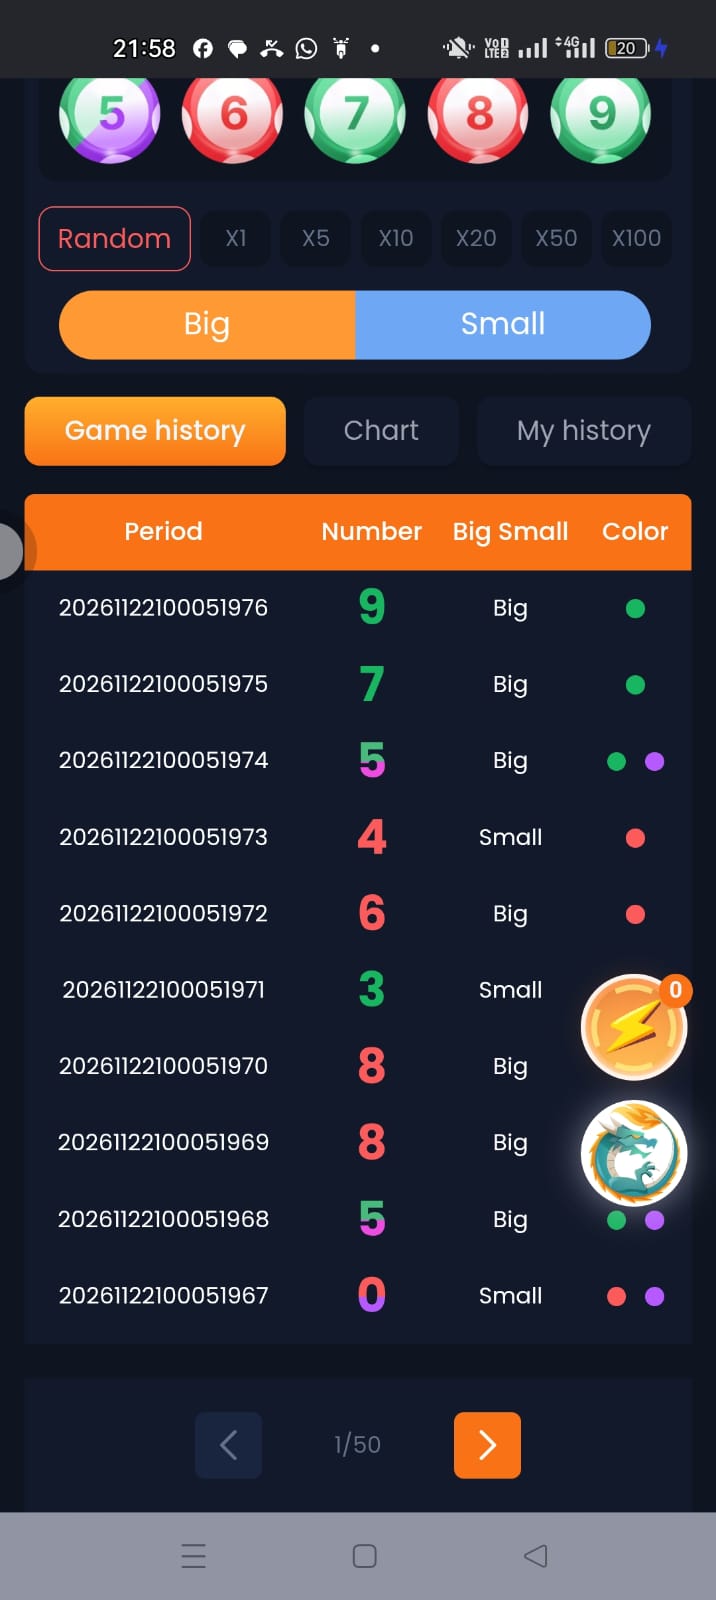 21:58 Vo) LTE2 4G 20
5 6 7 8 9
Random X1 X5 X10 X20 X50 X100
Big Small
Game history Chart My history
Period Number Big Small Color
20261122100051976 9 Big
20261122100051975 7 Big
20261122100051974 5 Big
20261122100051973 4 Small
20261122100051972 6 Big
20261122100051971 3 Small
0
20261122100051970 8 Big
20261122100051969 8 Big
20261122100051968 5 Big
20261122100051967 0 Small
1/50